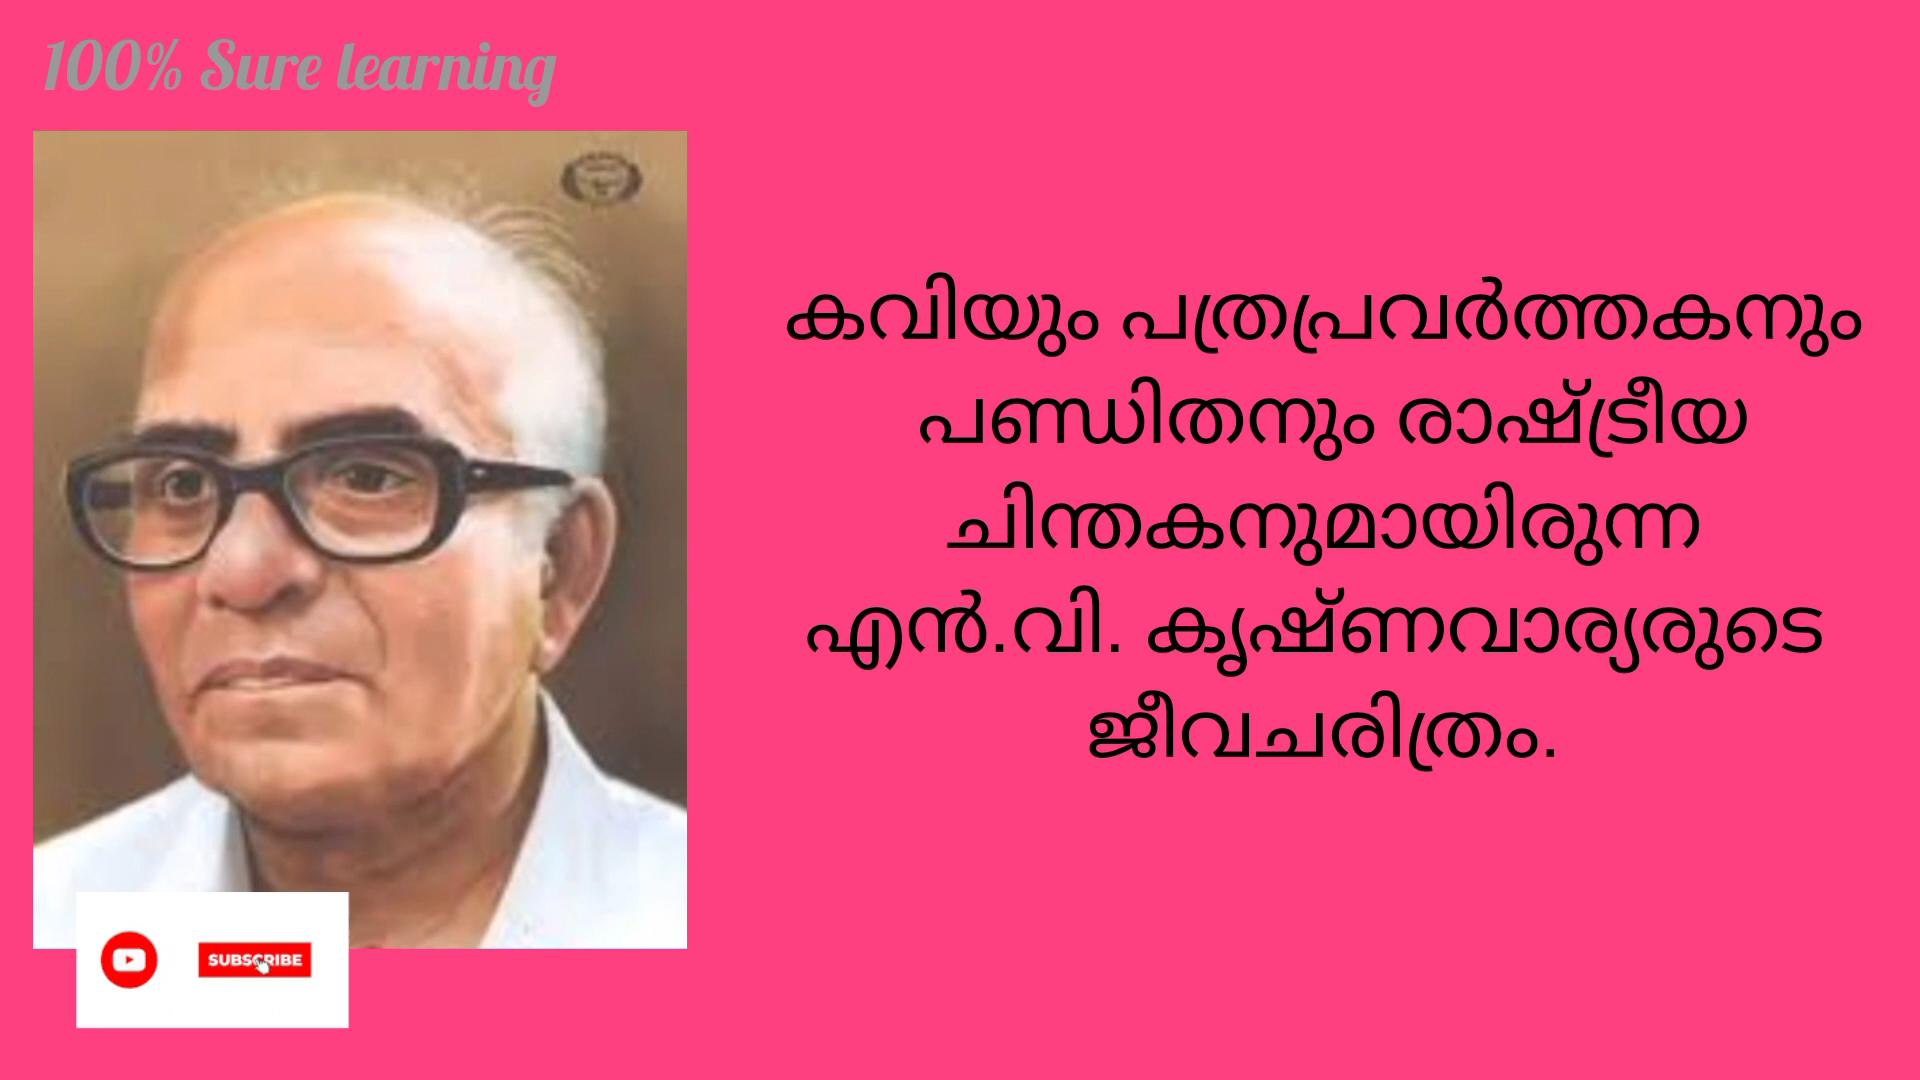 100% Sure learning
കവിയും പത്രപ്രവർത്തകനും
പണ്ഡിതനും രാഷ്ട്രീയ
ചിന്തകനുമായിരുന്ന
എൻ.വി. കൃഷ്ണവാര്യരുടെ
ജീവചരിത്രം.
SUBSCRIBE